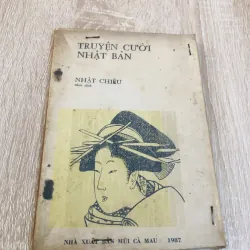 TRUYỆN CƯỜI
NHẬT BẢN
NHẬT CHIÊU
NHÀ XUẤT BẢN MŨI CÀ MAU 1987